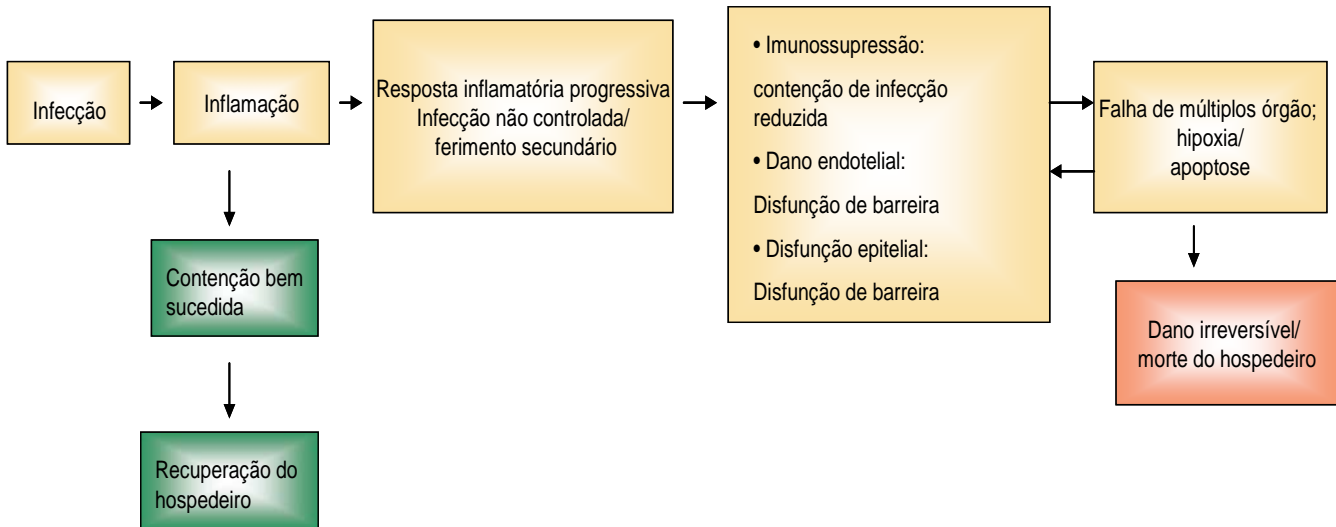 Infecção
Inflamação
Resposta inflamatória progressiva
Infecção não controlada/
ferimento secundário
• Imunossupressão:
contenção de infecção
reduzida
• Dano endotelial:
Disfunção de barreira
• Disfunção epitelial:
Disfunção de barreira
Falha de múltiplos órgão;
hipoxia/
apoptose
Contenção bem
sucedida
Recuperação do
hospedeiro
Dano irreversível/
morte do hospedeiro